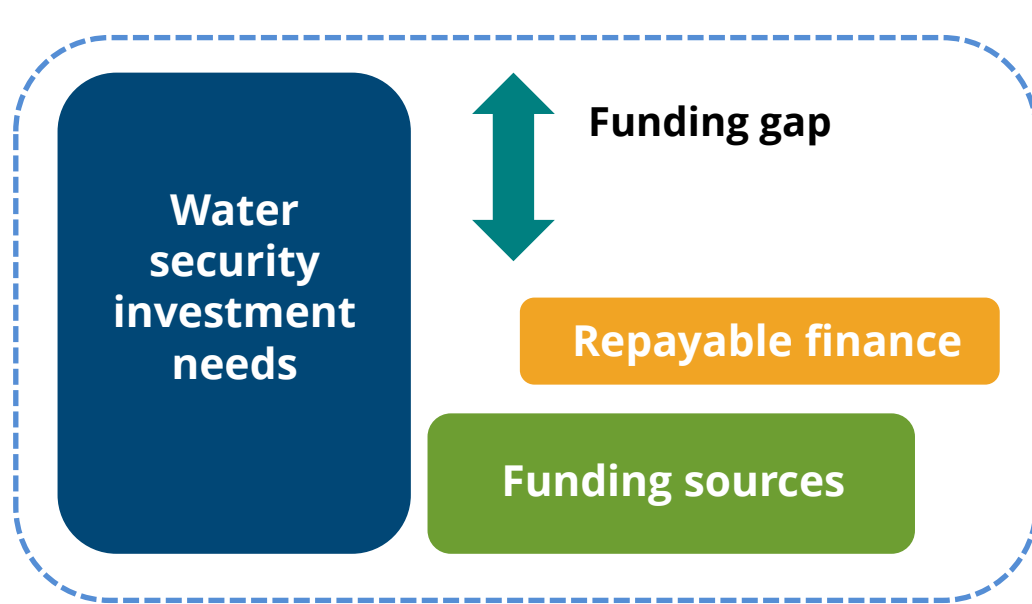 Water
security
investment
needs
Funding gap
Repayable finance
Funding sources